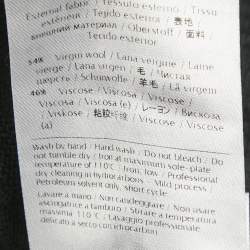 External fabric / Tessuto esterno / Tissu
extérieur / Tejido exterior / 表地 /
внешний материал / Oberstoff / 面料 /
Tecido exterior
54% Virgin wool / Lana vergine / Laine
vierge / Lana virgen / 毛 / Чистая
шерсть / Schurwolle / 羊毛 / Lã virgem
46% Viscose / Viscosa / Viscose /
Viscosa / Viscosa (e) / レーヨン / Вискоза
/ Viskose / 粘胶纤维 / Viscosa / Viscose
(a)
Wash by hand / Hand wash / Do not bleach / Do
not tumble dry / Iron at maximum sole-plate
temperature of 110°C / Iron, low / Professional
dry cleaning in hydrocarbons / Mild process /
Petroleum solvent only, short cycle
Lavare a mano / Non candeggiare / Non usare
asciugatrice a tamburo / Stirare a temperatura
massima 110°C / Lavaggio professionale
delicato a secco con idrocarburi